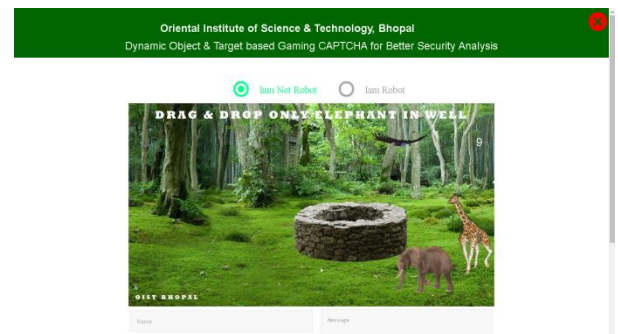 Oriental Institute of Science & Technology, Bhopal
Dynamic Object & Target based Gaming CAPTCHA for Better Security Analysis
Iam Not Robot
Iam Robot
DRAG & DROP ONLY ELEPHANT IN WELL
9
OIST BHOPAL
Name
Message